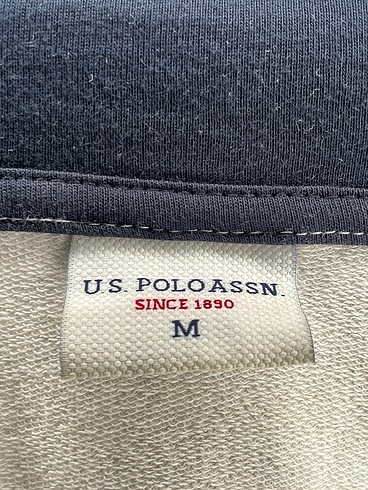 U.S. POLO ASSN.
SINCE 1890
M